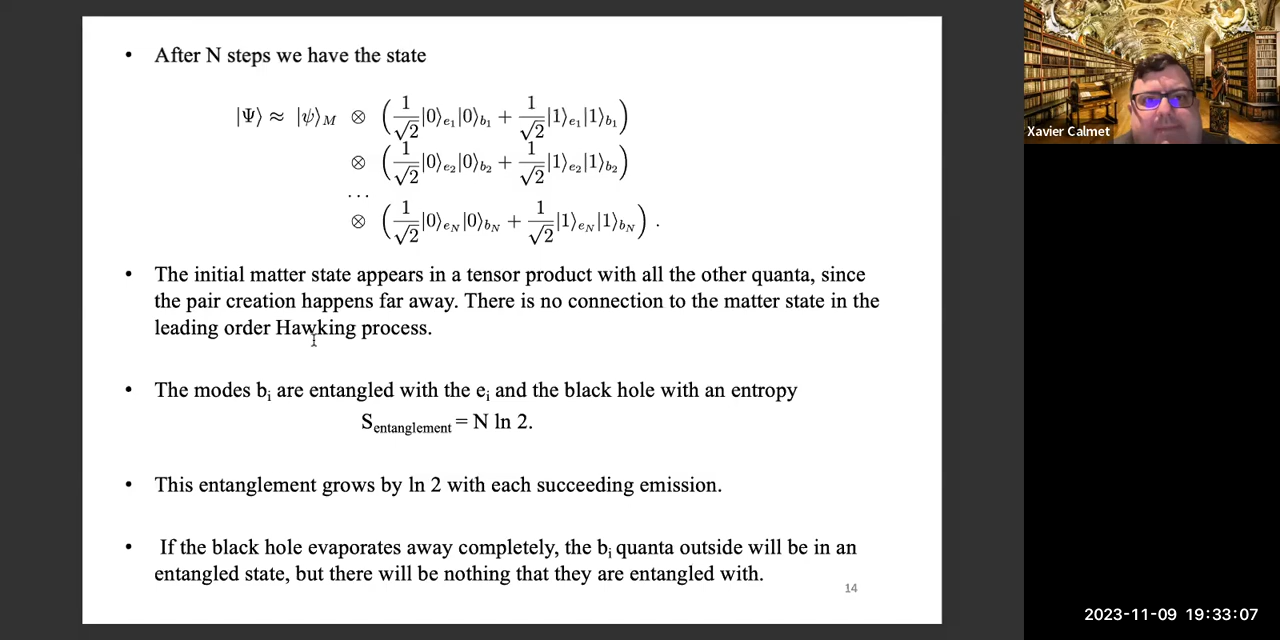 • After N steps we have the state
|Ψ⟩ ≈ |ψ⟩_M ⊗ (1/√2 |0⟩_{e_1}|0⟩_{b_1} + 1/√2 |1⟩_{e_1}|1⟩_{b_1})
⊗ (1/√2 |0⟩_{e_2}|0⟩_{b_2} + 1/√2 |1⟩_{e_2}|1⟩_{b_2})
...
⊗ (1/√2 |0⟩_{e_N}|0⟩_{b_N} + 1/√2 |1⟩_{e_N}|1⟩_{b_N}) .
• The initial matter state appears in a tensor product with all the other quanta, since
the pair creation happens far away. There is no connection to the matter state in the
leading order Hawking process.
• The modes b_i are entangled with the e_i and the black hole with an entropy
S_entanglement = N ln 2.
• This entanglement grows by ln 2 with each succeeding emission.
• If the black hole evaporates away completely, the b_i quanta outside will be in an
entangled state, but there will be nothing that they are entangled with.
14
Xavier Calmet
2023-11-09 19:33:07